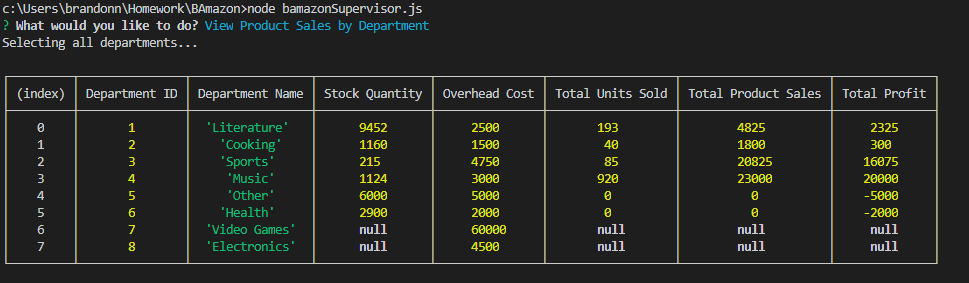 c:\Users\brandonn\Homework\BAmazon>node bamazonSupervisor.js
? What would you like to do? View Product Sales by Department
Selecting all departments...
(index) Department ID Department Name Stock Quantity Overhead Cost Total Units Sold Total Product Sales Total Profit
0 1 'Literature' 9452 2500 193 4825 2325
1 2 'Cooking' 1160 1500 40 1800 300
2 3 'Sports' 215 4750 85 20825 16075
3 4 'Music' 1124 3000 920 23000 20000
4 5 'Other' 6000 5000 0 0 -5000
5 6 'Health' 2900 2000 0 0 -2000
6 7 'Video Games' null 60000 null null null
7 8 'Electronics' null 4500 null null null